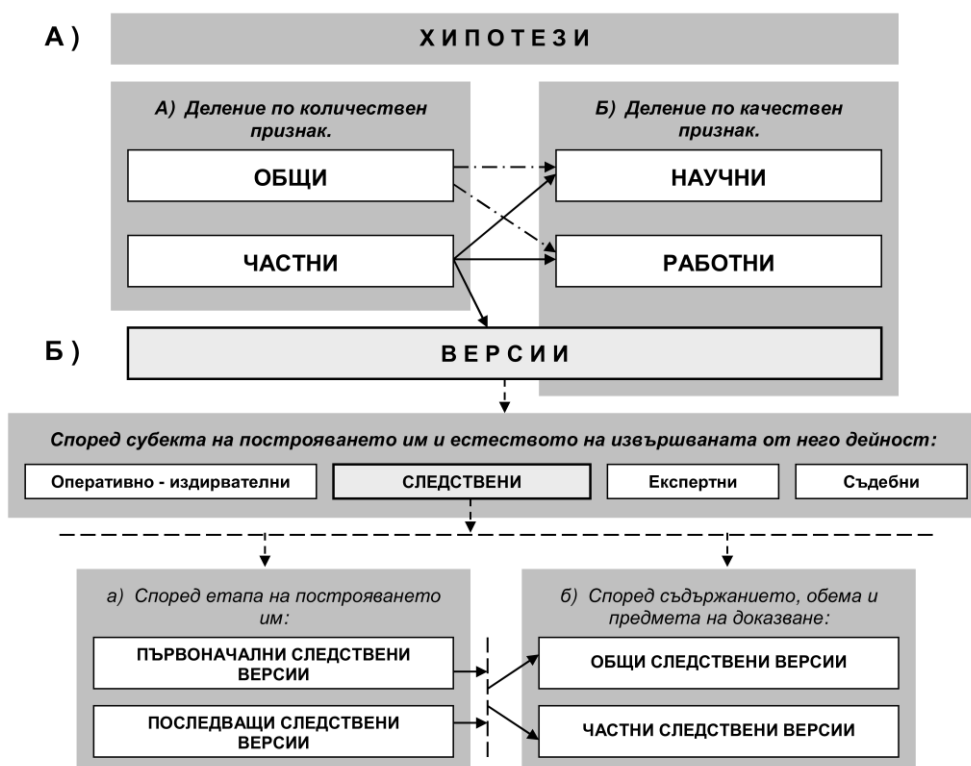 А )
Х И П О Т Е З И
А) Деление по количествен
признак.
ОБЩИ
ЧАСТНИ
Б) Деление по качествен
признак.
НАУЧНИ
РАБОТНИ
Б )
В Е Р С И И
Според субекта на построяването им и естеството на извършваната от него дейност:
Оперативно - издирвателни
СЛЕДСТВЕНИ
Експертни
Съдебни
а) Според етапа на построяването
им:
ПЪРВОНАЧАЛНИ СЛЕДСТВЕНИ
ВЕРСИИ
ПОСЛЕДВАЩИ СЛЕДСТВЕНИ
ВЕРСИИ
б) Според съдържанието, обема и
предмета на доказване:
ОБЩИ СЛЕДСТВЕНИ ВЕРСИИ
ЧАСТНИ СЛЕДСТВЕНИ ВЕРСИИ